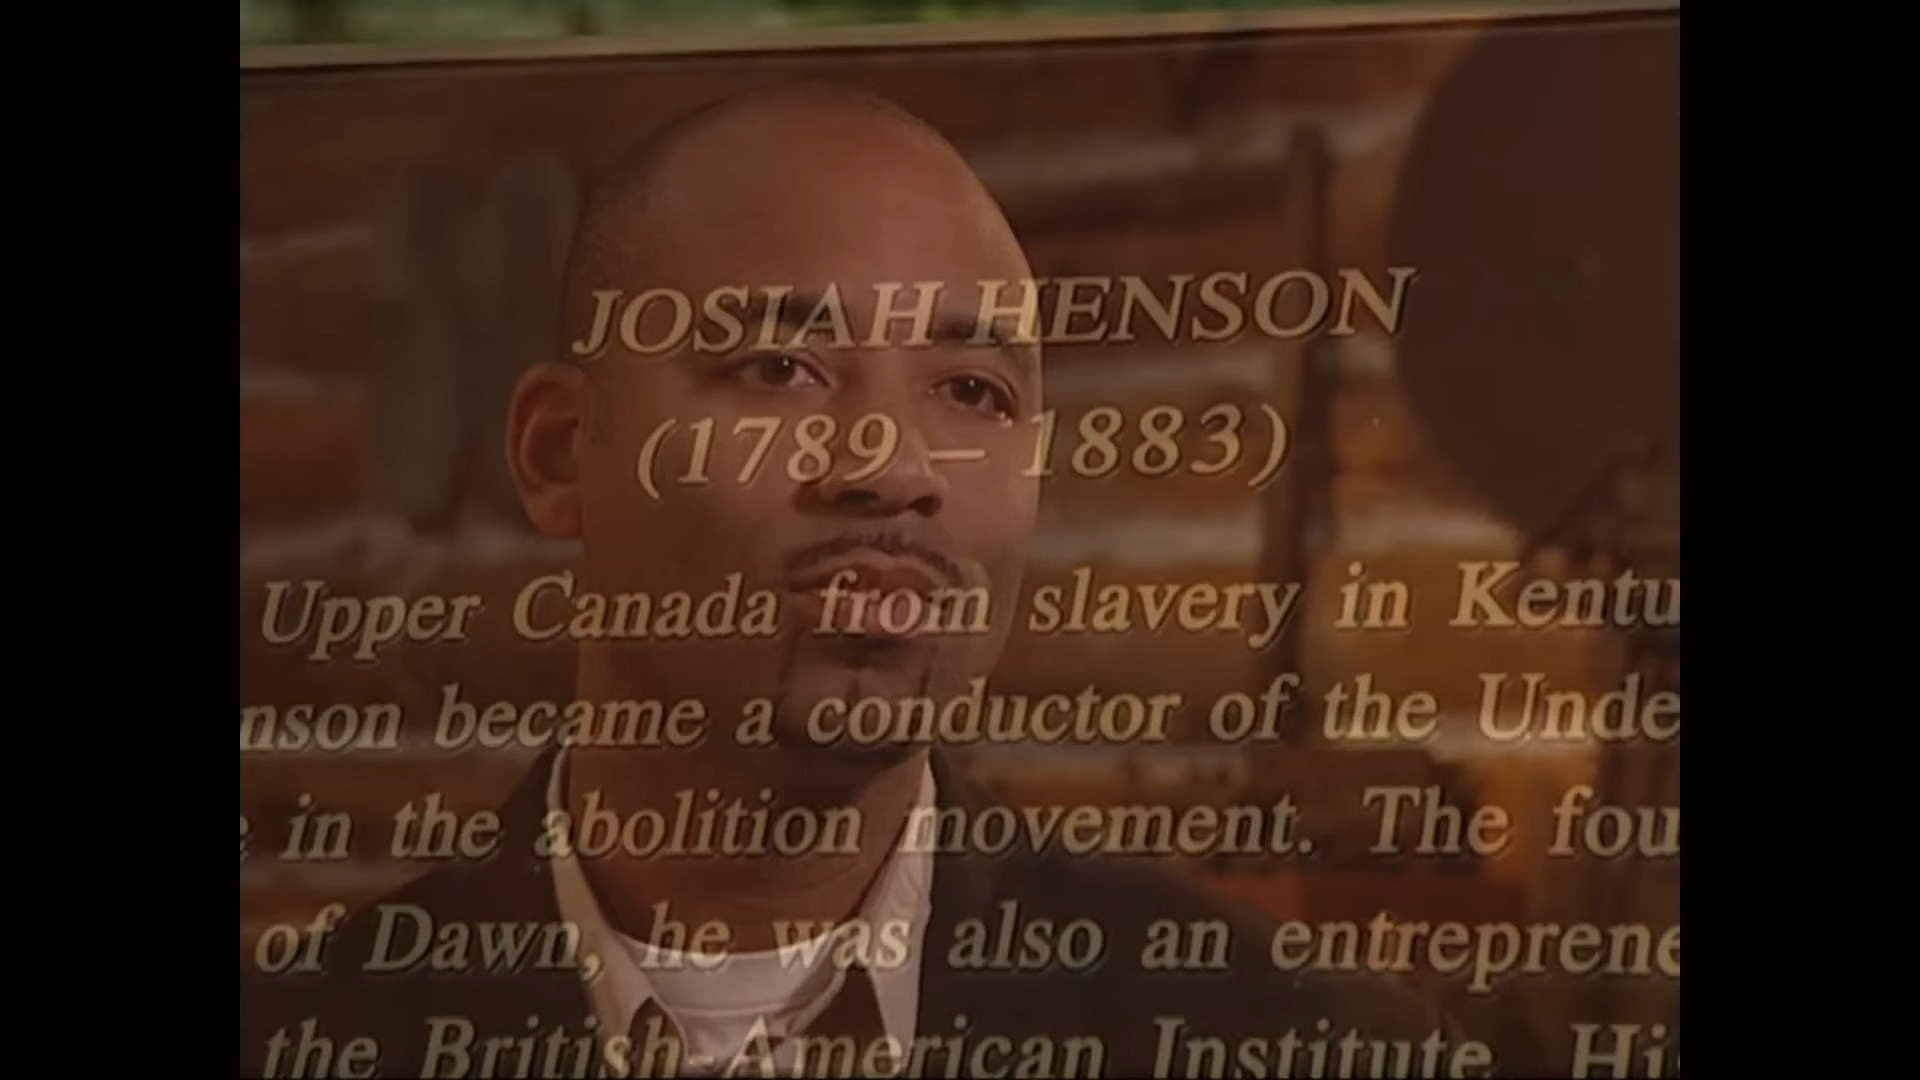 JOSIAH HENSON
(1789 – 1883)
Upper Canada from slavery in Kentu
nson became a conductor of the Unde
e in the abolition movement. The fou
of Dawn, he was also an entreprene
the British-American Institute. Hi